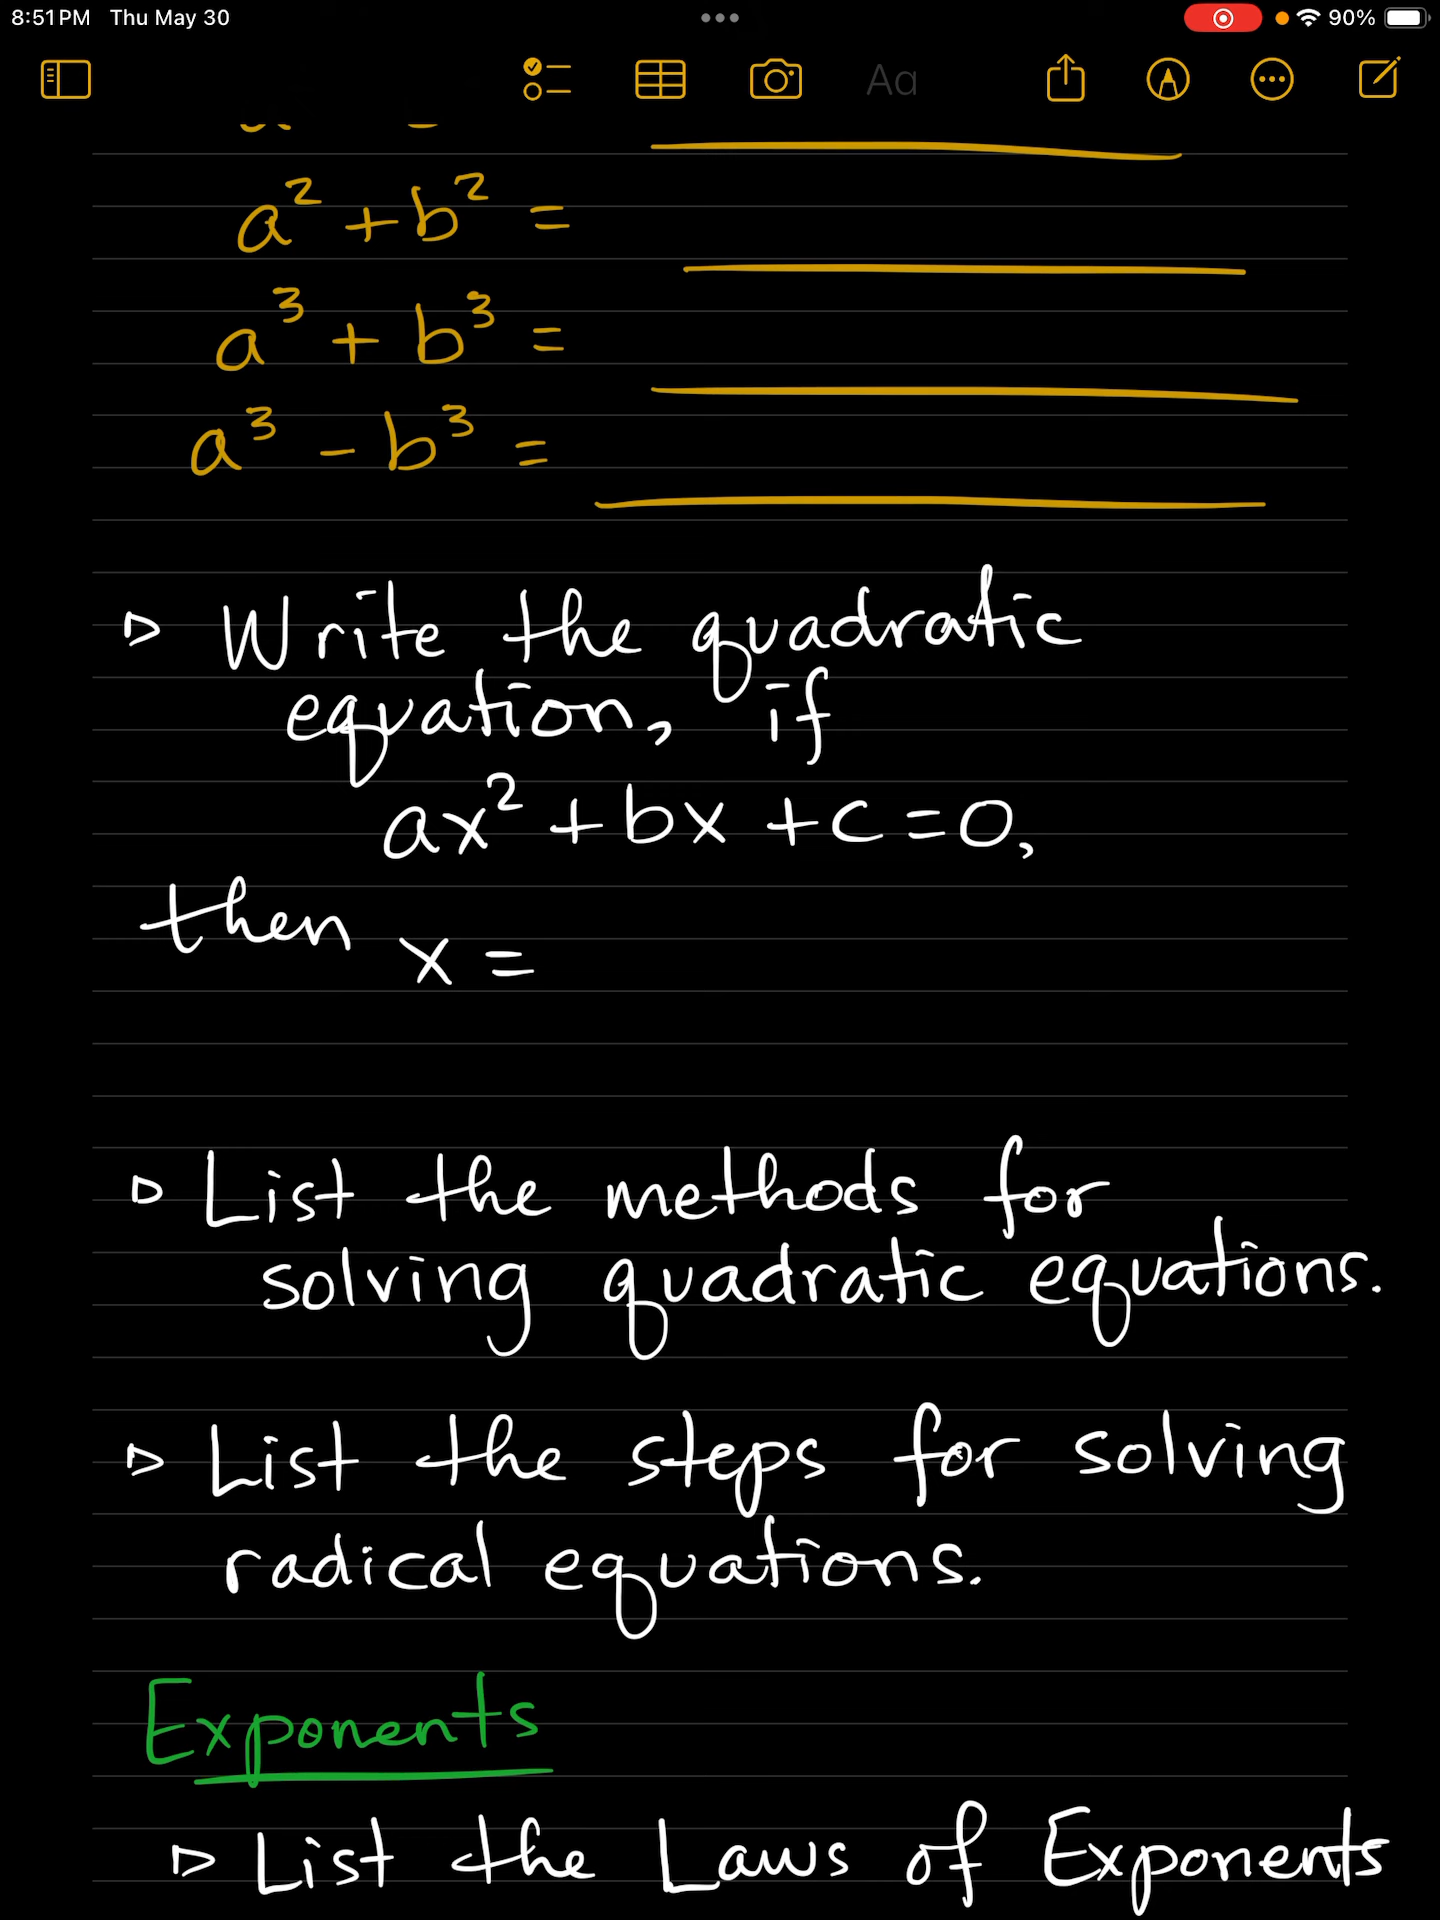 8:51 PM Thu May 30
90%
Aa
a² + b² =
a³ + b³ =
a³ - b³ =
▷ Write the quadratic
equation, if
ax² + bx + c = 0,
then x =
▷ List the methods for
solving quadratic equations.
▷ List the steps for solving
radical equations.
Exponents
▷ List the Laws of Exponents